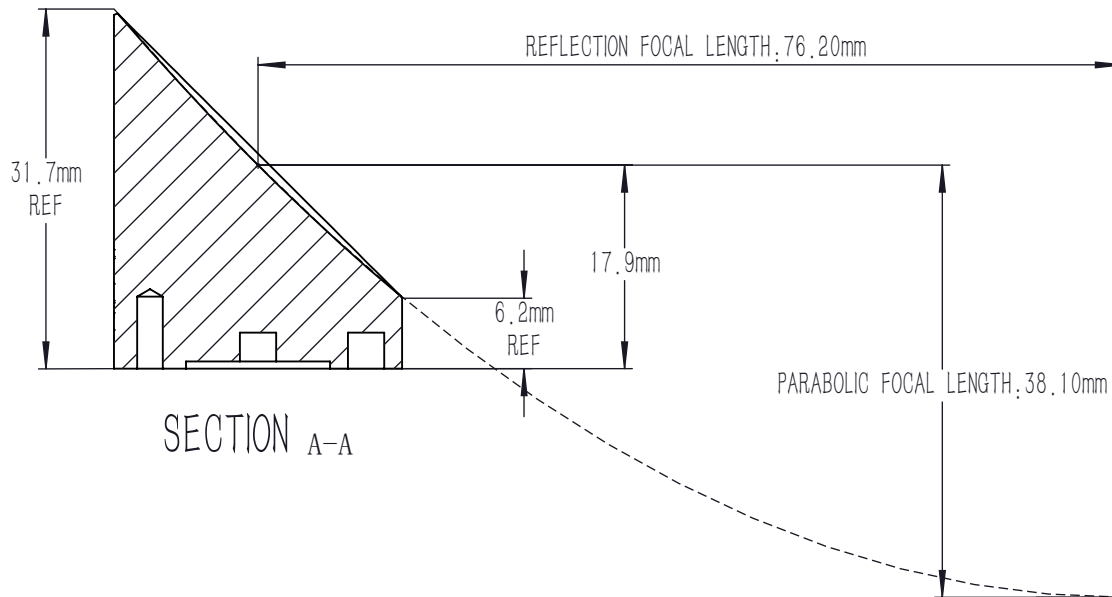 REFLECTION FOCAL LENGTH:76.20mm
31.7mm
REF
17.9mm
6.2mm
REF
PARABOLIC FOCAL LENGTH:38.10mm
SECTION A-A